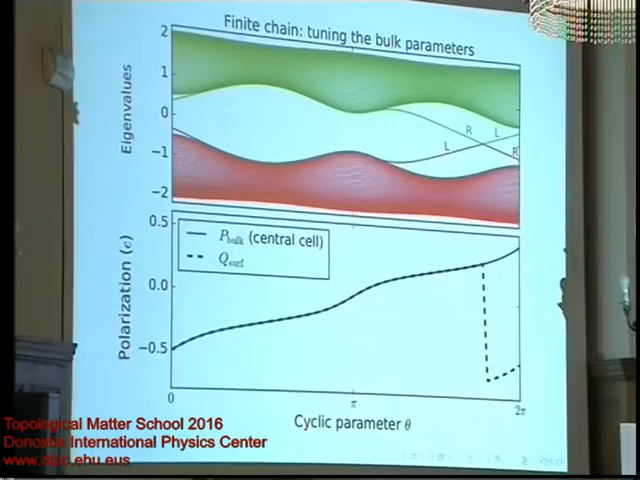 Finite chain: tuning the bulk parameters
2
1
0
−1
−2
Eigenvalues
R
L
L
R
0.5
0.0
−0.5
Polarization (e)
P_bulk (central cell)
Q_surf
0
π
2π
Cyclic parameter θ
Topological Matter School 2016
Donostia International Physics Center
www.dipc.ehu.eus